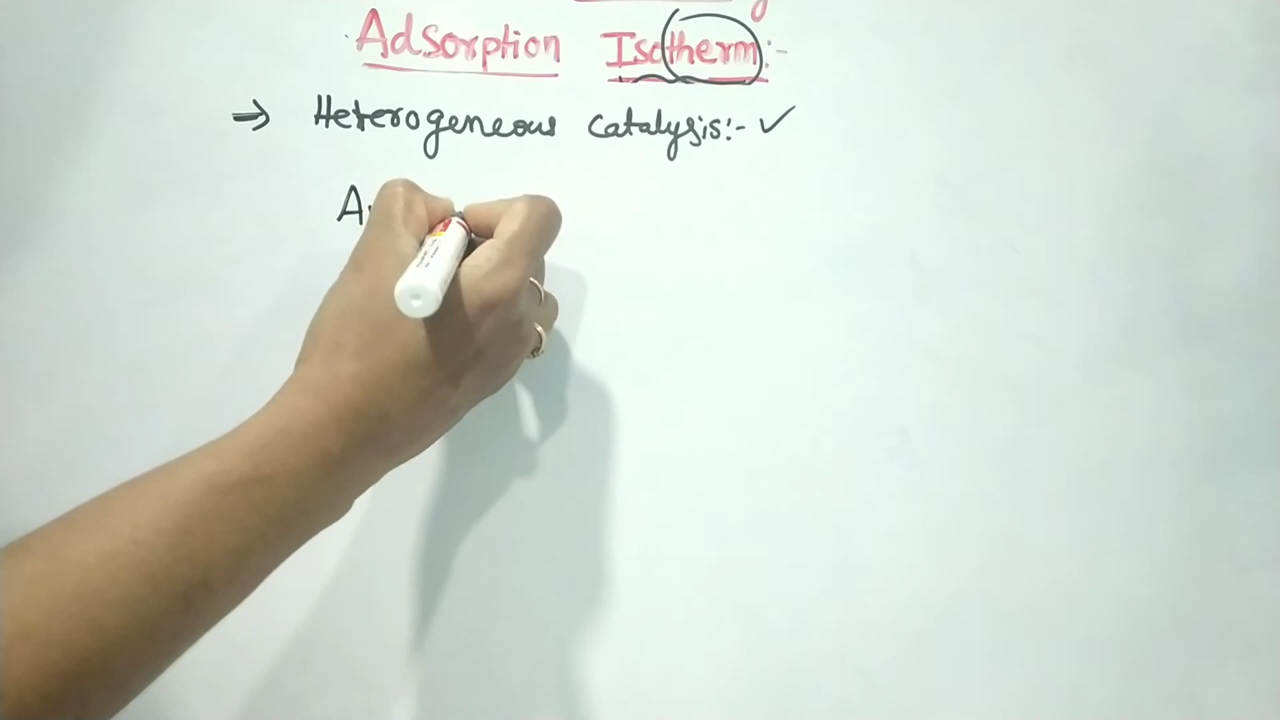 Adsorption Isotherm:-
⇒ Heterogeneous catalysis:- ✓
A